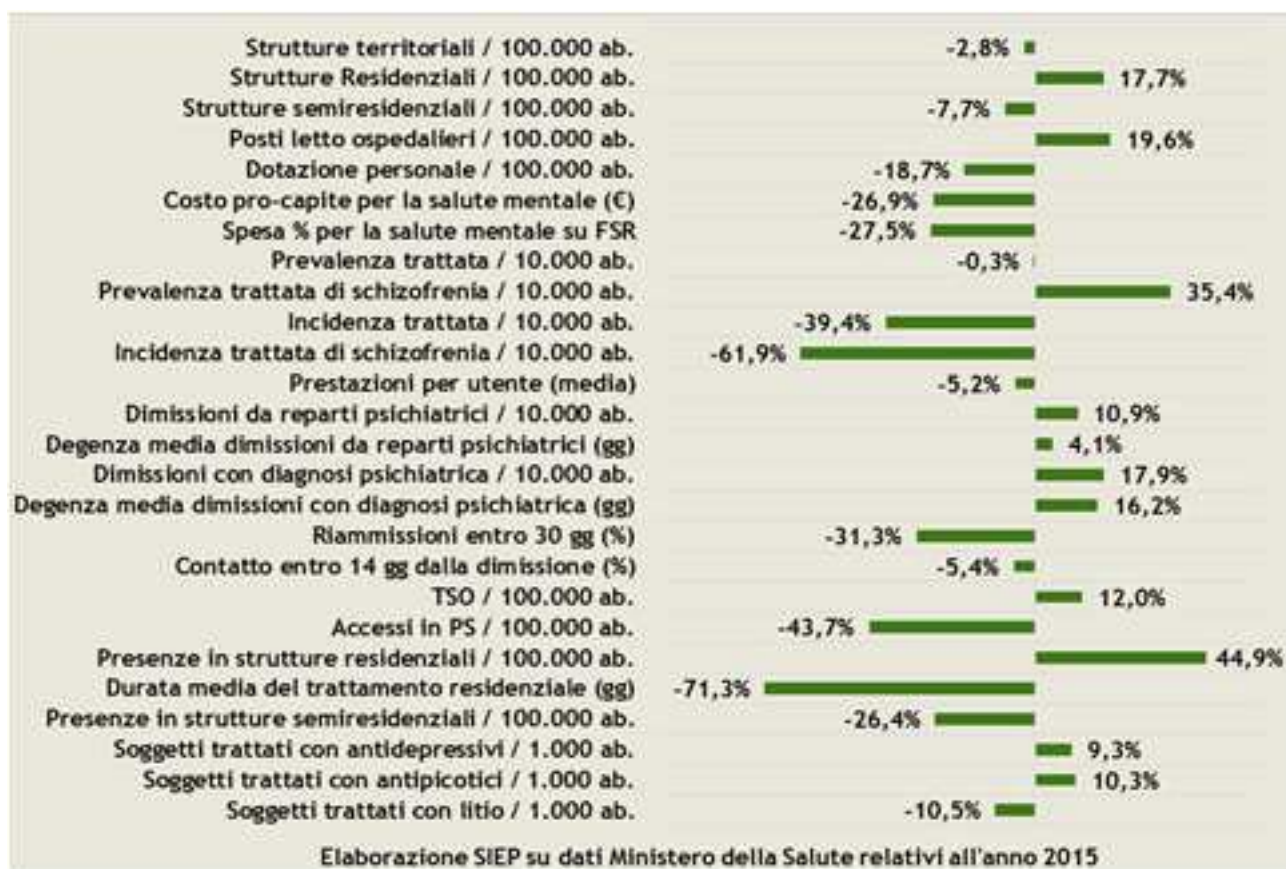 Strutture territoriali / 100.000 ab. -2,8%
Strutture Residenziali / 100.000 ab. 17,7%
Strutture semiresidenziali / 100.000 ab. -7,7%
Posti letto ospedalieri / 100.000 ab. 19,6%
Dotazione personale / 100.000 ab. -18,7%
Costo pro-capite per la salute mentale (€) -26,9%
Spesa % per la salute mentale su FSR -27,5%
Prevalenza trattata / 10.000 ab. -0,3%
Prevalenza trattata di schizofrenia / 10.000 ab. 35,4%
Incidenza trattata / 10.000 ab. -39,4%
Incidenza trattata di schizofrenia / 10.000 ab. -61,9%
Prestazioni per utente (media) -5,2%
Dimissioni da reparti psichiatrici / 10.000 ab. 10,9%
Degenza media dimissioni da reparti psichiatrici (gg) 4,1%
Dimissioni con diagnosi psichiatrica / 10.000 ab. 17,9%
Degenza media dimissioni con diagnosi psichiatrica (gg) 16,2%
Riammissioni entro 30 gg (%) -31,3%
Contatto entro 14 gg dalla dimissione (%) -5,4%
TSO / 100.000 ab. 12,0%
Accessi in PS / 100.000 ab. -43,7%
Presenze in strutture residenziali / 100.000 ab. 44,9%
Durata media del trattamento residenziale (gg) -71,3%
Presenze in strutture semiresidenziali / 100.000 ab. -26,4%
Soggetti trattati con antidepressivi / 1.000 ab. 9,3%
Soggetti trattati con antipicotici / 1.000 ab. 10,3%
Soggetti trattati con litio / 1.000 ab. -10,5%
Elaborazione SIEP su dati Ministero della Salute relativi all'anno 2015